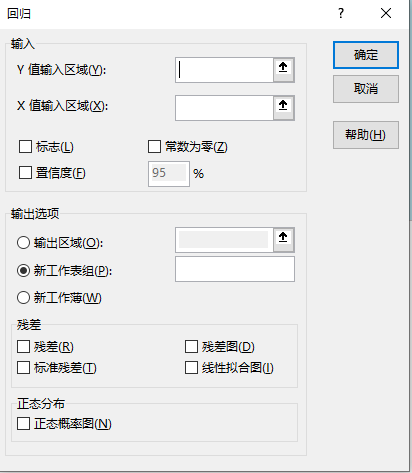 回归 ?
输入
Y 值输入区域(Y): 确定
取消
X 值输入区域(X):
帮助(H)
标志(L) 常数为零(Z)
置信度(F) 95 %
输出选项
输出区域(O):
新工作表组(P):
新工作薄(W)
残差
残差(R) 残差图(D)
标准残差(T) 线性拟合图(I)
正态分布
正态概率图(N)